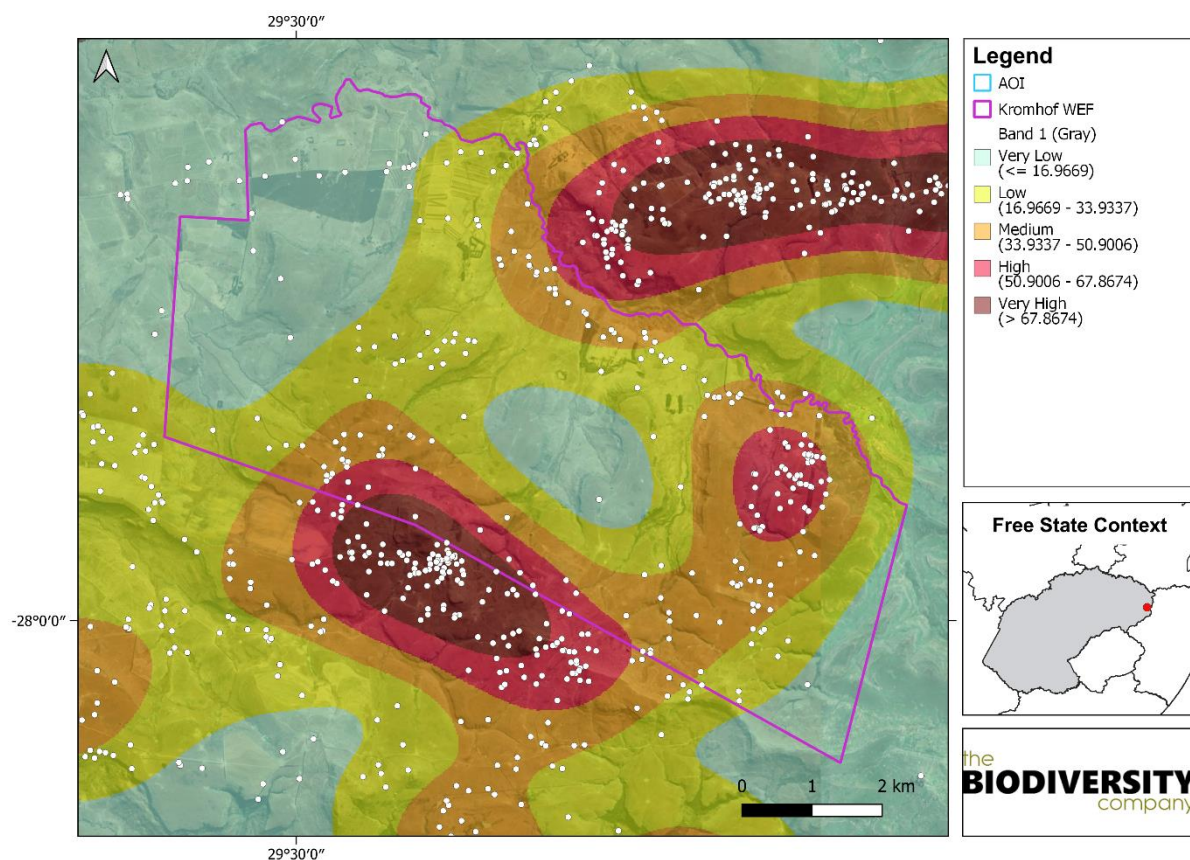 29°30′0″
-28°0′0″
0 1 2 km
29°30′0″
Legend
AOI
Kromhof WEF
Band 1 (Gray)
Very Low
(<= 16.9669)
Low
(16.9669 - 33.9337)
Medium
(33.9337 - 50.9006)
High
(50.9006 - 67.8674)
Very High
(> 67.8674)
Free State Context
the
BIODIVERSITY
company